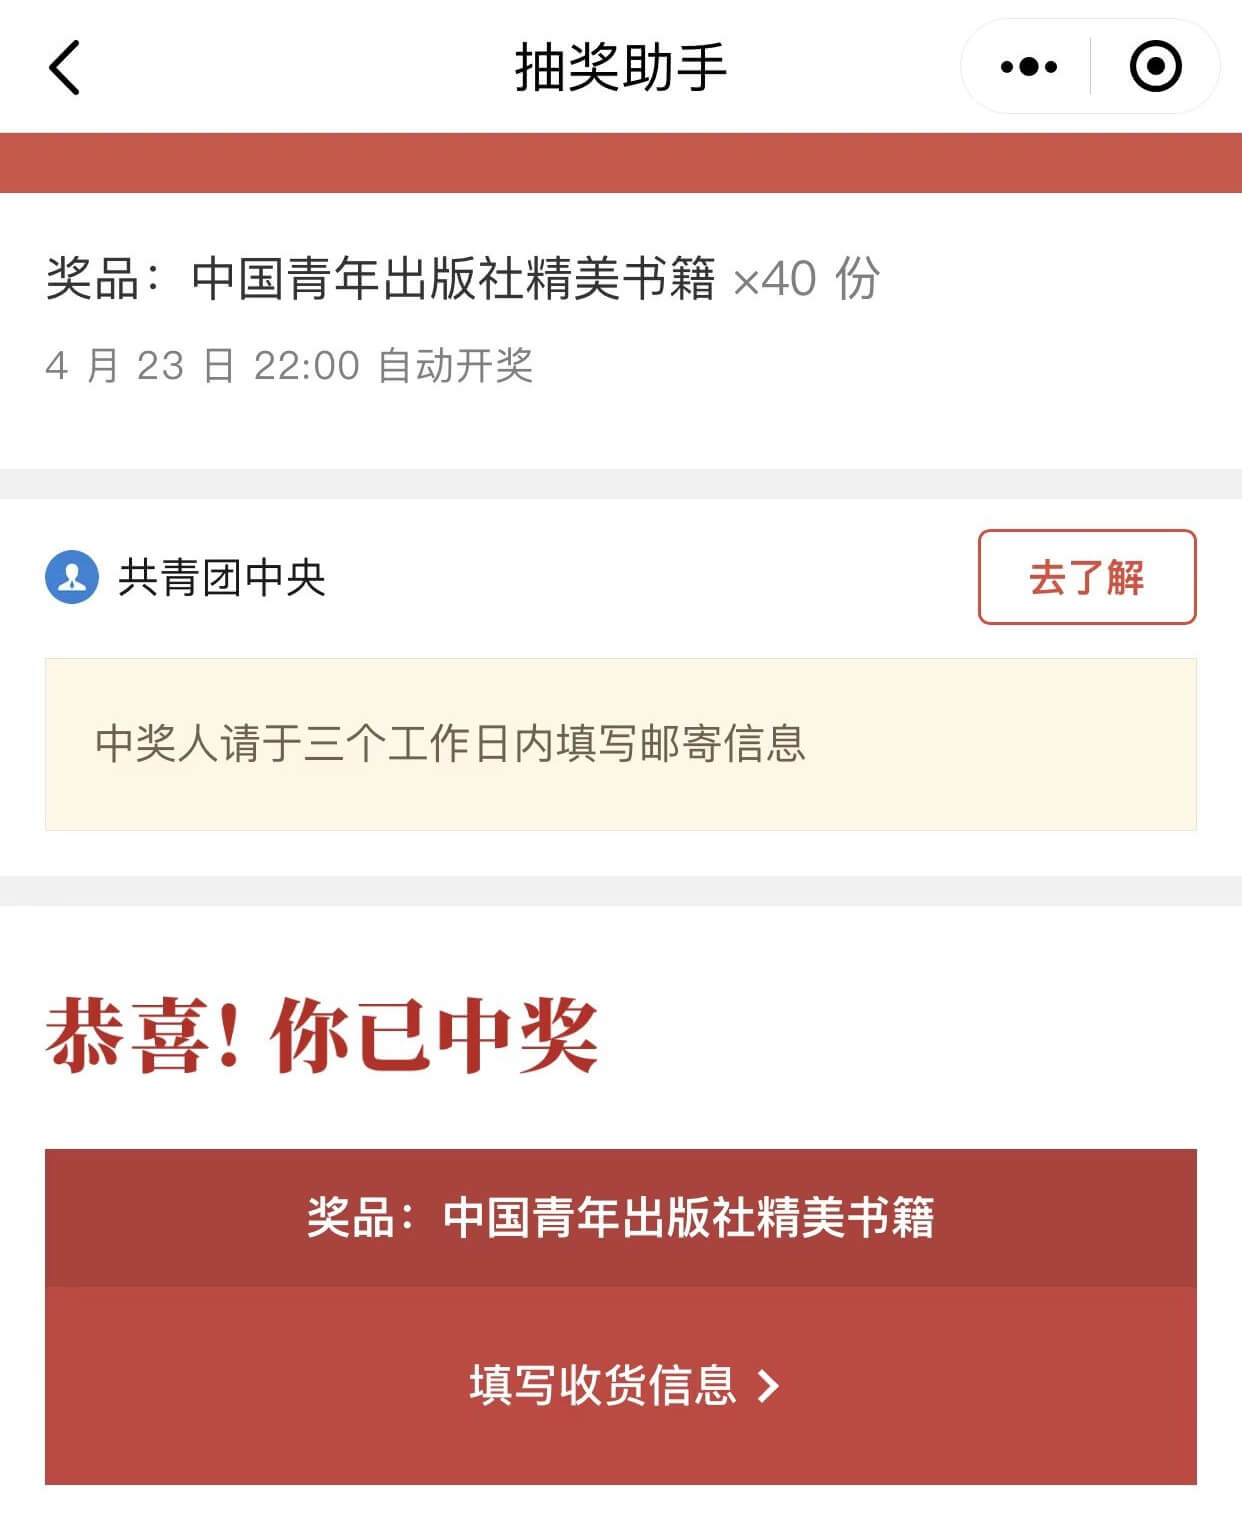 抽奖助手
奖品：中国青年出版社精美书籍 ×40 份
4 月 23 日 22:00 自动开奖
共青团中央
去了解
中奖人请于三个工作日内填写邮寄信息
恭喜！你已中奖
奖品：中国青年出版社精美书籍
填写收货信息